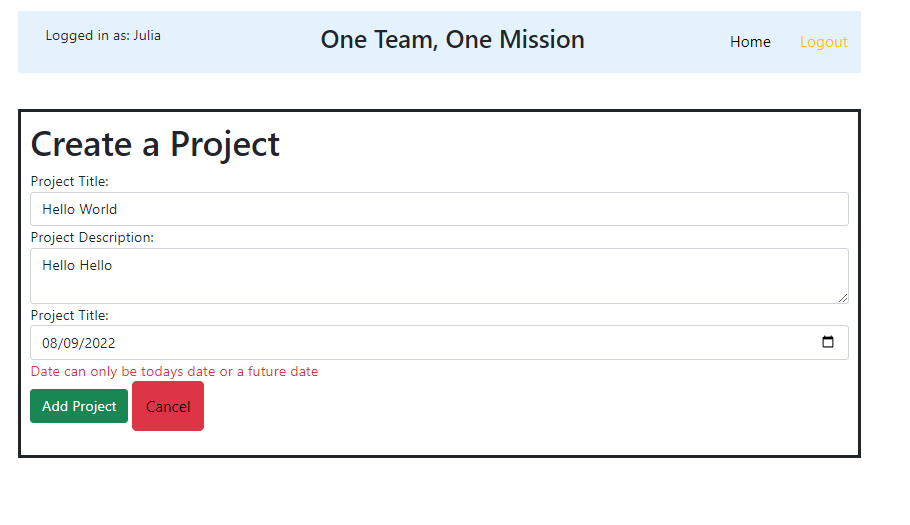 Logged in as: Julia One Team, One Mission Home Logout
Create a Project
Project Title:
Hello World
Project Description:
Hello Hello
Project Title:
08/09/2022
Date can only be todays date or a future date
Add Project Cancel